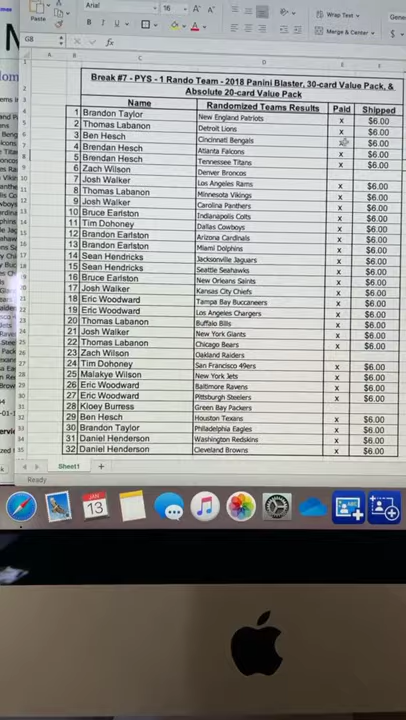 Arial
16
Paste
B I U
Wrap Text
Merge & Center
G8
fx
A B C D E F
Break #7 - PYS - 1 Rando Team - 2018 Panini Blaster, 30-card Value Pack, &
Absolute 20-card Value Pack
Name Randomized Teams Results Paid Shipped
1 Brandon Taylor New England Patriots x $6.00
2 Thomas Labanon Detroit Lions x $6.00
3 Ben Hesch Cincinnati Bengals $6.00
4 Brendan Hesch Atlanta Falcons x $6.00
5 Brendan Hesch Tennessee Titans x $6.00
6 Zach Wilson Denver Broncos
7 Josh Walker Los Angeles Rams x $6.00
8 Thomas Labanon Minnesota Vikings x $6.00
9 Josh Walker Carolina Panthers x $6.00
10 Bruce Earlston Indianapolis Colts x $6.00
11 Tim Dohoney Dallas Cowboys x $6.00
12 Brandon Earlston Arizona Cardinals x $6.00
13 Brandon Earlston Miami Dolphins x $6.00
14 Sean Hendricks Jacksonville Jaguars x $6.00
15 Sean Hendricks Seattle Seahawks x $6.00
16 Bruce Earlston New Orleans Saints x $6.00
17 Josh Walker Kansas City Chiefs x $6.00
18 Eric Woodward Tampa Bay Buccaneers x $6.00
19 Eric Woodward Los Angeles Chargers x $6.00
20 Thomas Labanon Buffalo Bills x $6.00
21 Josh Walker New York Giants x $6.00
22 Thomas Labanon Chicago Bears x $6.00
23 Zach Wilson Oakland Raiders
24 Tim Dohoney San Francisco 49ers x $6.00
25 Malakye Wilson New York Jets x $6.00
26 Eric Woodward Baltimore Ravens x $6.00
27 Eric Woodward Pittsburgh Steelers x $6.00
28 Kioey Burress Green Bay Packers
29 Ben Hesch Houston Texans x $6.00
30 Brandon Taylor Philadelphia Eagles x $6.00
31 Daniel Henderson Washington Redskins x $6.00
32 Daniel Henderson Cleveland Browns x $6.00
Sheet1 +
Ready
JAN
13